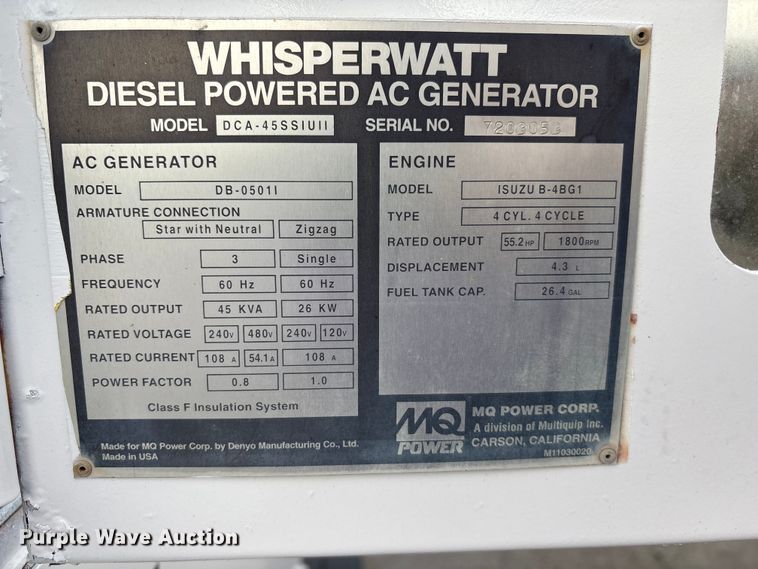 WHISPERWATT
DIESEL POWERED AC GENERATOR
MODEL DCA-45SSIUII SERIAL NO.
AC GENERATOR
MODEL DB-0501I
ARMATURE CONNECTION
Star with Neutral Zigzag
PHASE 3 Single
FREQUENCY 60 Hz 60 Hz
RATED OUTPUT 45 KVA 26 KW
RATED VOLTAGE 240V 480V 240V 120V
RATED CURRENT 108 A 54.1 A 108 A
POWER FACTOR 0.8 1.0
Class F Insulation System
ENGINE
MODEL ISUZU B-4BG1
TYPE 4 CYL. 4 CYCLE
RATED OUTPUT 55.2 HP 1800 RPM
DISPLACEMENT 4.3 L
FUEL TANK CAP. 26.4 GAL
Made for MQ Power Corp. by Denyo Manufacturing Co., Ltd.
Made in USA
MQ
POWER
MQ POWER CORP.
A division of Multiquip Inc.
CARSON, CALIFORNIA
M11030020
Purple Wave Auction